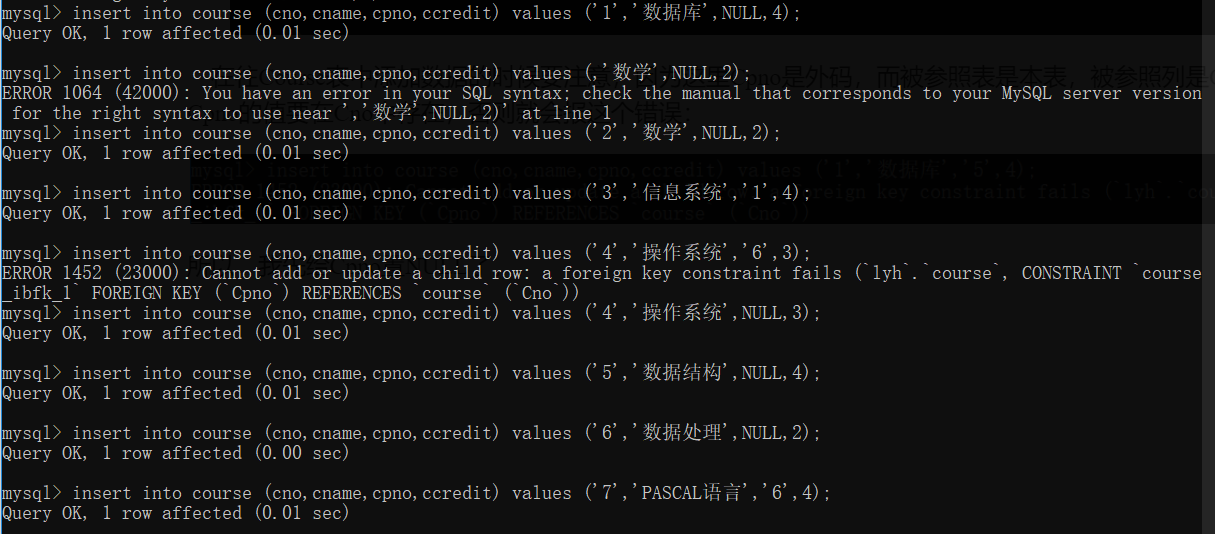 mysql> insert into course (cno,cname,cpno,ccredit) values ('1','数据库',NULL,4);
Query OK, 1 row affected (0.01 sec)
mysql> insert into course (cno,cname,cpno,ccredit) values (,'数学',NULL,2);
ERROR 1064 (42000): You have an error in your SQL syntax; check the manual that corresponds to your MySQL server version
for the right syntax to use near ','数学',NULL,2)' at line 1
mysql> insert into course (cno,cname,cpno,ccredit) values ('2','数学',NULL,2);
Query OK, 1 row affected (0.01 sec)
mysql> insert into course (cno,cname,cpno,ccredit) values ('3','信息系统','1',4);
Query OK, 1 row affected (0.01 sec)
mysql> insert into course (cno,cname,cpno,ccredit) values ('4','操作系统','6',3);
ERROR 1452 (23000): Cannot add or update a child row: a foreign key constraint fails (`lyh`.`course`, CONSTRAINT `course
_ibfk_1` FOREIGN KEY (`Cpno`) REFERENCES `course` (`Cno`))
mysql> insert into course (cno,cname,cpno,ccredit) values ('4','操作系统',NULL,3);
Query OK, 1 row affected (0.01 sec)
mysql> insert into course (cno,cname,cpno,ccredit) values ('5','数据结构',NULL,4);
Query OK, 1 row affected (0.01 sec)
mysql> insert into course (cno,cname,cpno,ccredit) values ('6','数据处理',NULL,2);
Query OK, 1 row affected (0.00 sec)
mysql> insert into course (cno,cname,cpno,ccredit) values ('7','PASCAL语言','6',4);
Query OK, 1 row affected (0.01 sec)